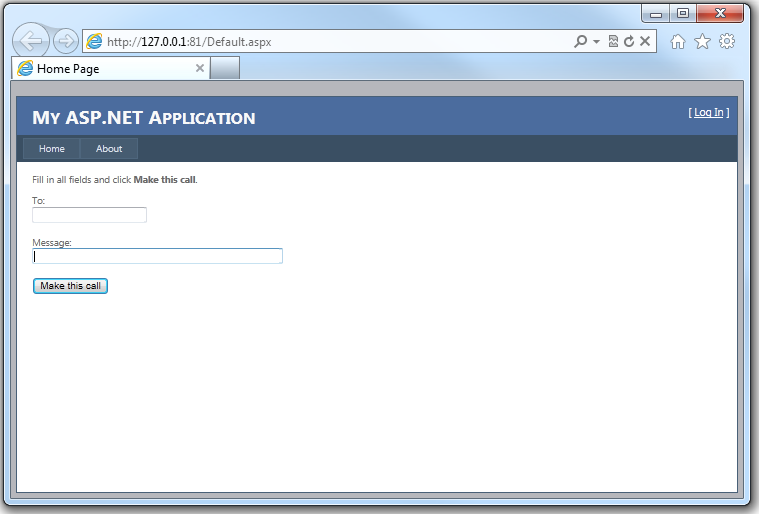 http://127.0.0.1:81/Default.aspx
Home Page
My ASP.NET Application
[ Log In ]
Home About
Fill in all fields and click Make this call.
To:
Message:
Make this call